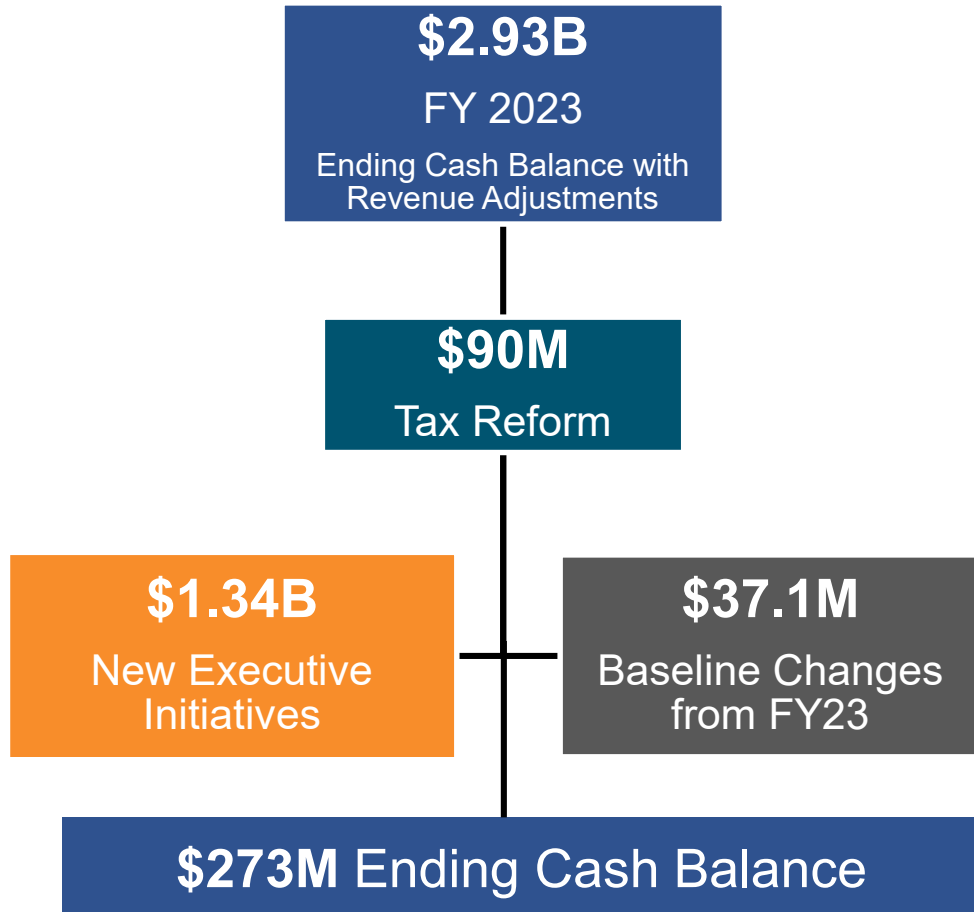 $2.93B
FY 2023
Ending Cash Balance with
Revenue Adjustments
$90M
Tax Reform
$1.34B
New Executive
Initiatives
$37.1M
Baseline Changes
from FY23
$273M Ending Cash Balance